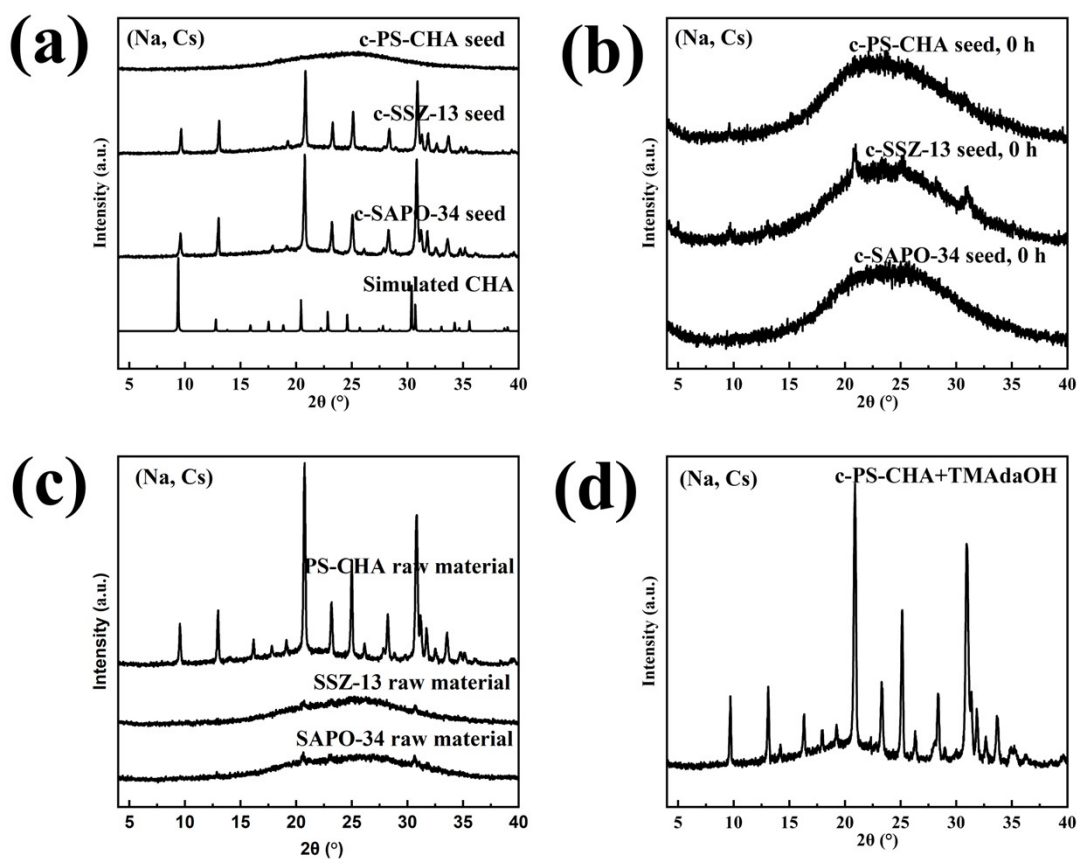 (a)
(Na, Cs)
c-PS-CHA seed
c-SSZ-13 seed
c-SAPO-34 seed
Simulated CHA
Intensity (a.u.)
5 10 15 20 25 30 35 40
2θ (°)
(b)
(Na, Cs)
c-PS-CHA seed, 0 h
c-SSZ-13 seed, 0 h
c-SAPO-34 seed, 0 h
Intensity (a.u.)
5 10 15 20 25 30 35 40
2θ (°)
(c)
(Na, Cs)
PS-CHA raw material
SSZ-13 raw material
SAPO-34 raw material
Intensity (a.u.)
5 10 15 20 25 30 35 40
2θ (°)
(d)
(Na, Cs)
c-PS-CHA+TMAdaOH
Intensity (a.u.)
5 10 15 20 25 30 35 40
2θ (°)